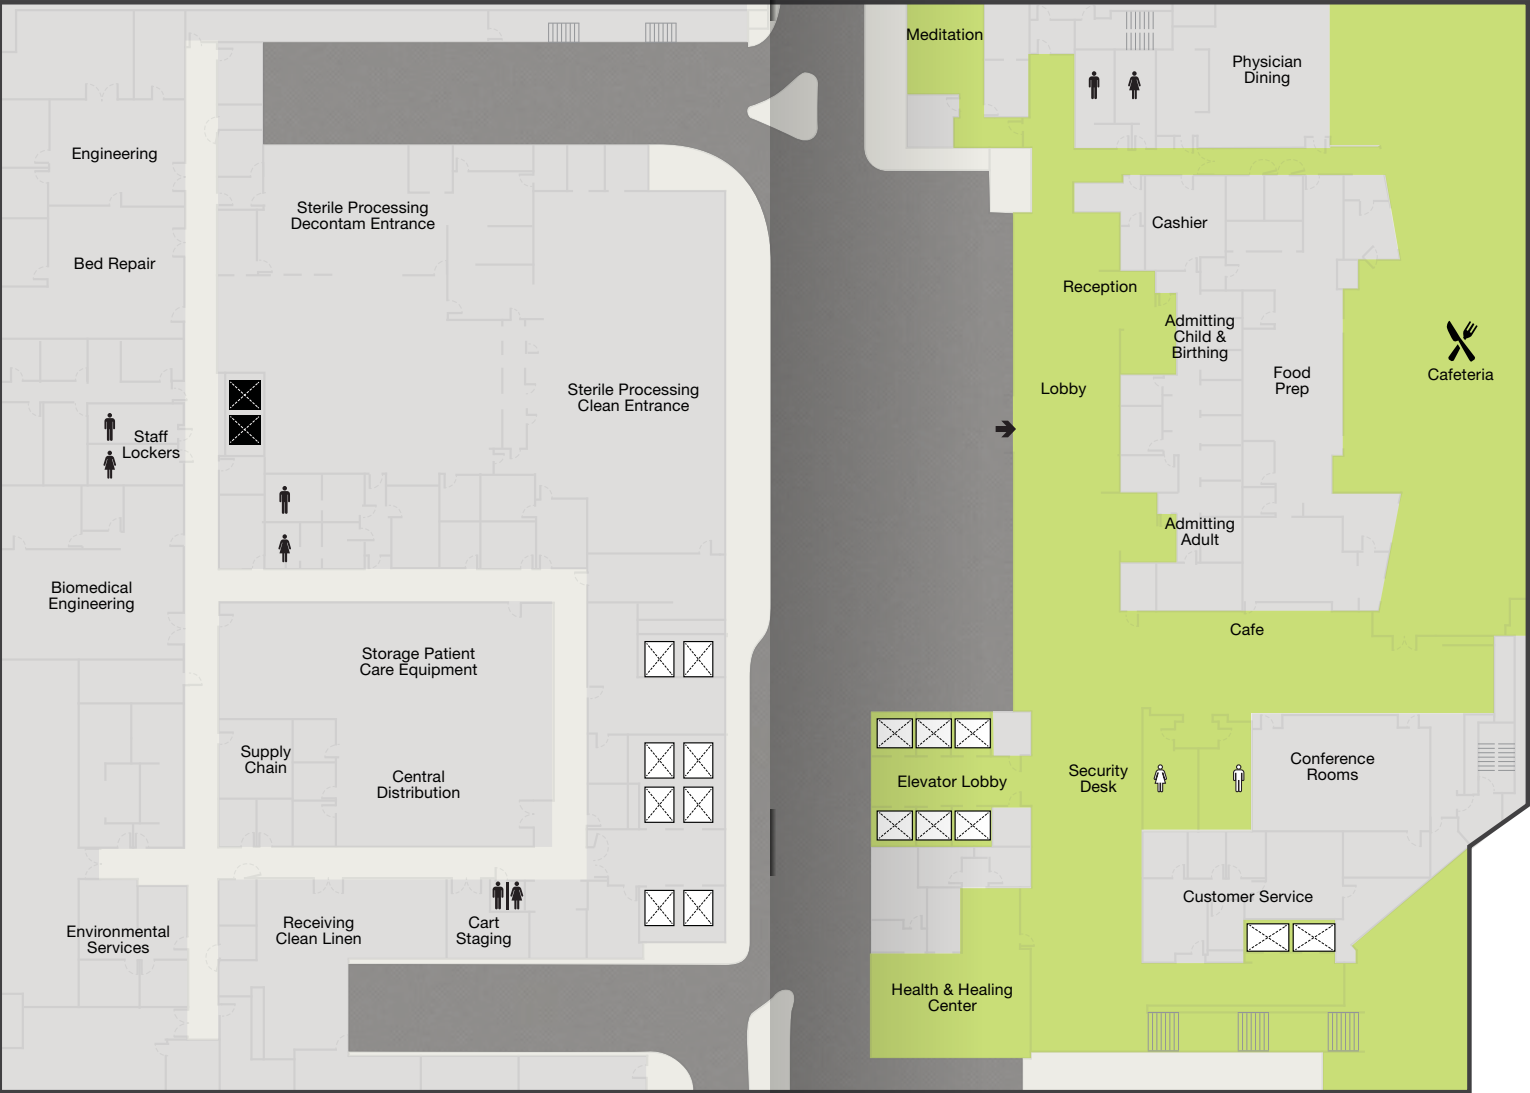 Meditation
Physician
Dining
Engineering
Sterile Processing
Decontam Entrance
Cashier
Bed Repair
Reception
Admitting
Child &
Birthing
Food
Prep
Cafeteria
Sterile Processing
Clean Entrance
Lobby
Staff
Lockers
Admitting
Adult
Biomedical
Engineering
Cafe
Storage Patient
Care Equipment
Supply
Chain
Central
Distribution
Elevator Lobby
Security
Desk
Conference
Rooms
Customer Service
Environmental
Services
Receiving
Clean Linen
Cart
Staging
Health & Healing
Center